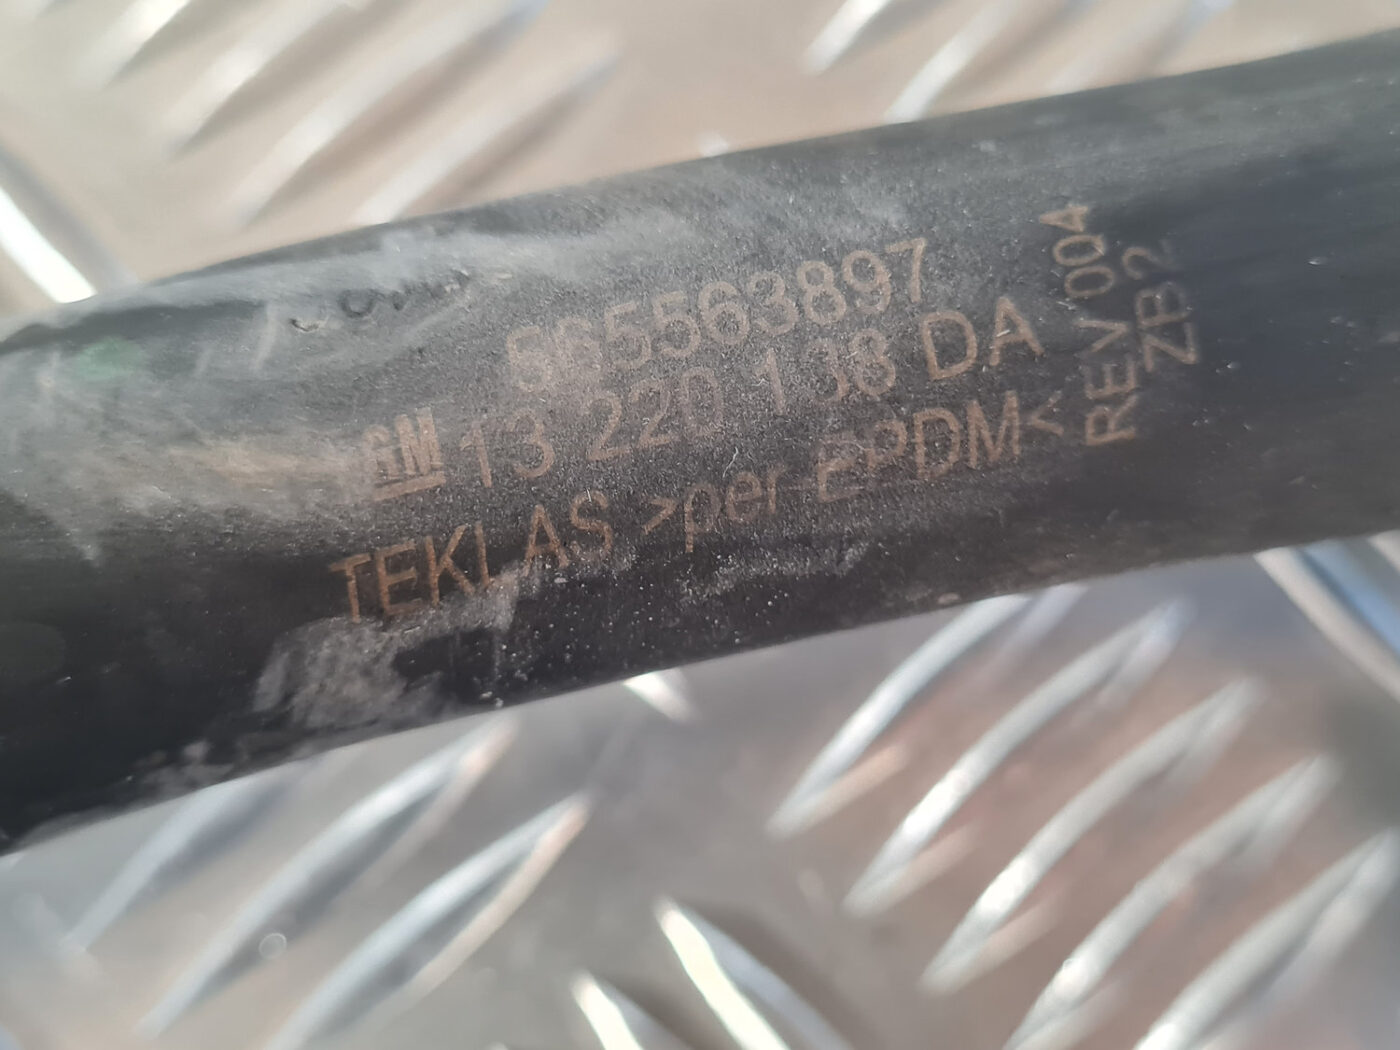 565563897
GM 13 220 138 DA
TEKLAS >per EPDM<
REV 004
ZB2